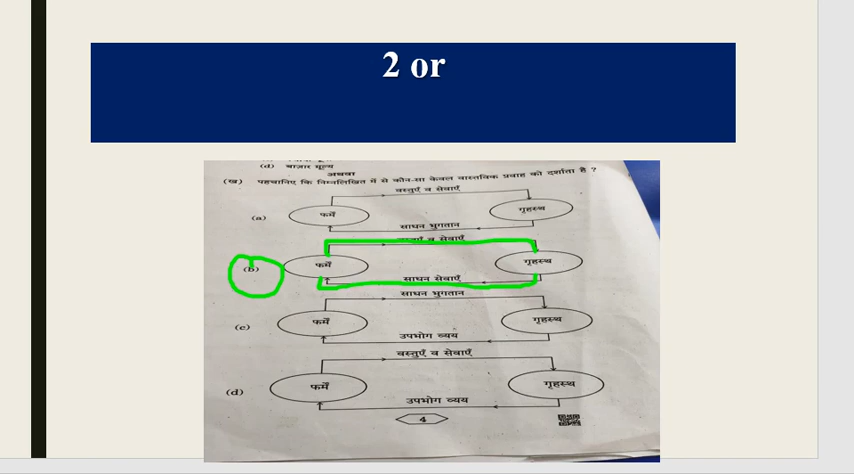 2 or
(d) बाज़ार मूल्य
अथवा
(ख) पहचानिए कि निम्नलिखित में से कौन-सा केवल वास्तविक प्रवाह को दर्शाता है ?
वस्तुएँ व सेवाएँ
(a) फर्में गृहस्थ
साधन भुगतान
वस्तुएँ व सेवाएँ
(b) फर्में गृहस्थ
साधन सेवाएँ
साधन भुगतान
(c) फर्में गृहस्थ
उपभोग व्यय
वस्तुएँ व सेवाएँ
(d) फर्में गृहस्थ
उपभोग व्यय
4